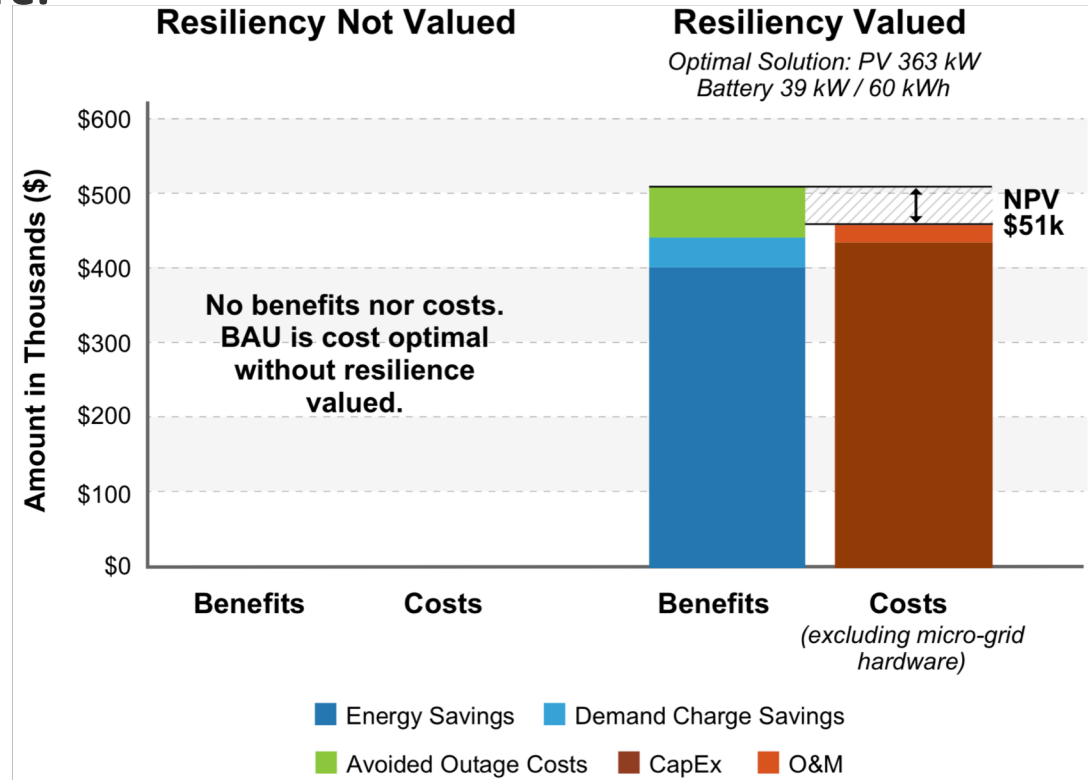 Resiliency Not Valued
Resiliency Valued
Optimal Solution: PV 363 kW
Battery 39 kW / 60 kWh
Amount in Thousands ($)
$600
$500
$400
$300
$200
$100
$0
No benefits nor costs.
BAU is cost optimal
without resilience
valued.
NPV
$51k
Benefits
Costs
Benefits
Costs
(excluding micro-grid
hardware)
Energy Savings
Demand Charge Savings
Avoided Outage Costs
CapEx
O&M